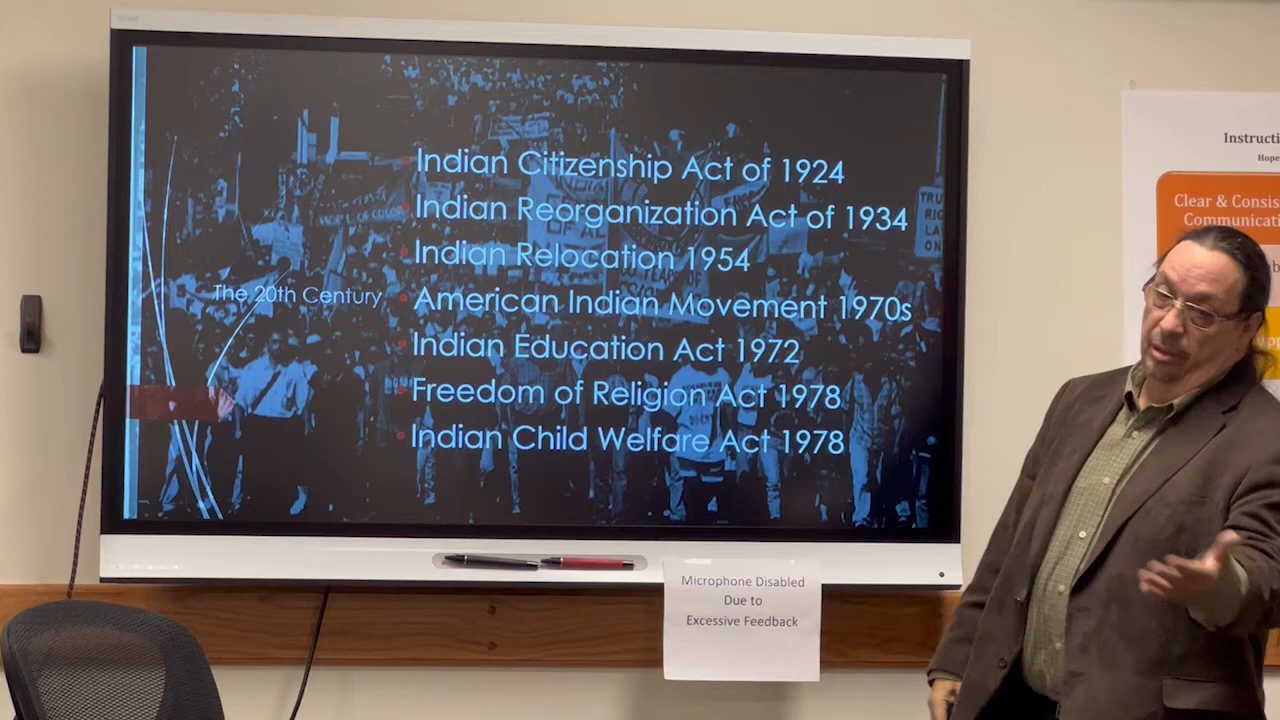 The 20th Century
Indian Citizenship Act of 1924
Indian Reorganization Act of 1934
Indian Relocation 1954
American Indian Movement 1970s
Indian Education Act 1972
Freedom of Religion Act 1978
Indian Child Welfare Act 1978
Microphone Disabled
Due to
Excessive Feedback
Instructi
Hope
Clear & Consis
Communicati